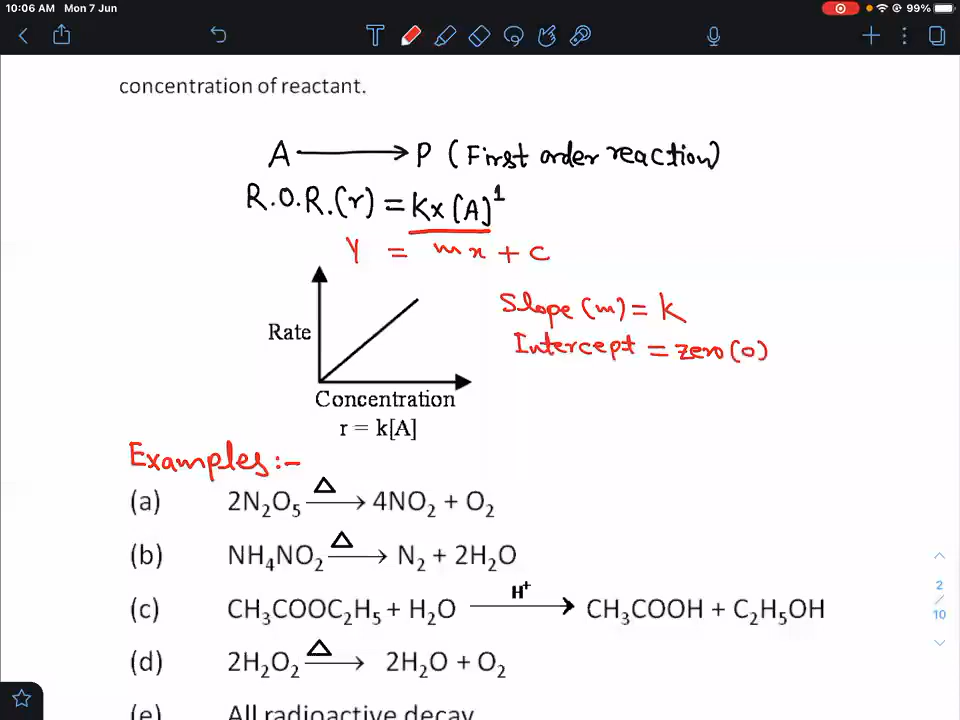 10:06 AM Mon 7 Jun 99%
T
concentration of reactant.
A ⟶ P (First order reaction)
R.O.R.(r) = K×[A]¹
Y = mx + c
Rate
Slope (m) = K
Intercept = zero(0)
Concentration
r = k[A]
Examples:-
(a) 2N₂O₅ —Δ→ 4NO₂ + O₂
(b) NH₄NO₂ —Δ→ N₂ + 2H₂O
(c) CH₃COOC₂H₅ + H₂O —H⁺→ CH₃COOH + C₂H₅OH
(d) 2H₂O₂ —Δ→ 2H₂O + O₂
(e) All radioactive decay
2
/
10